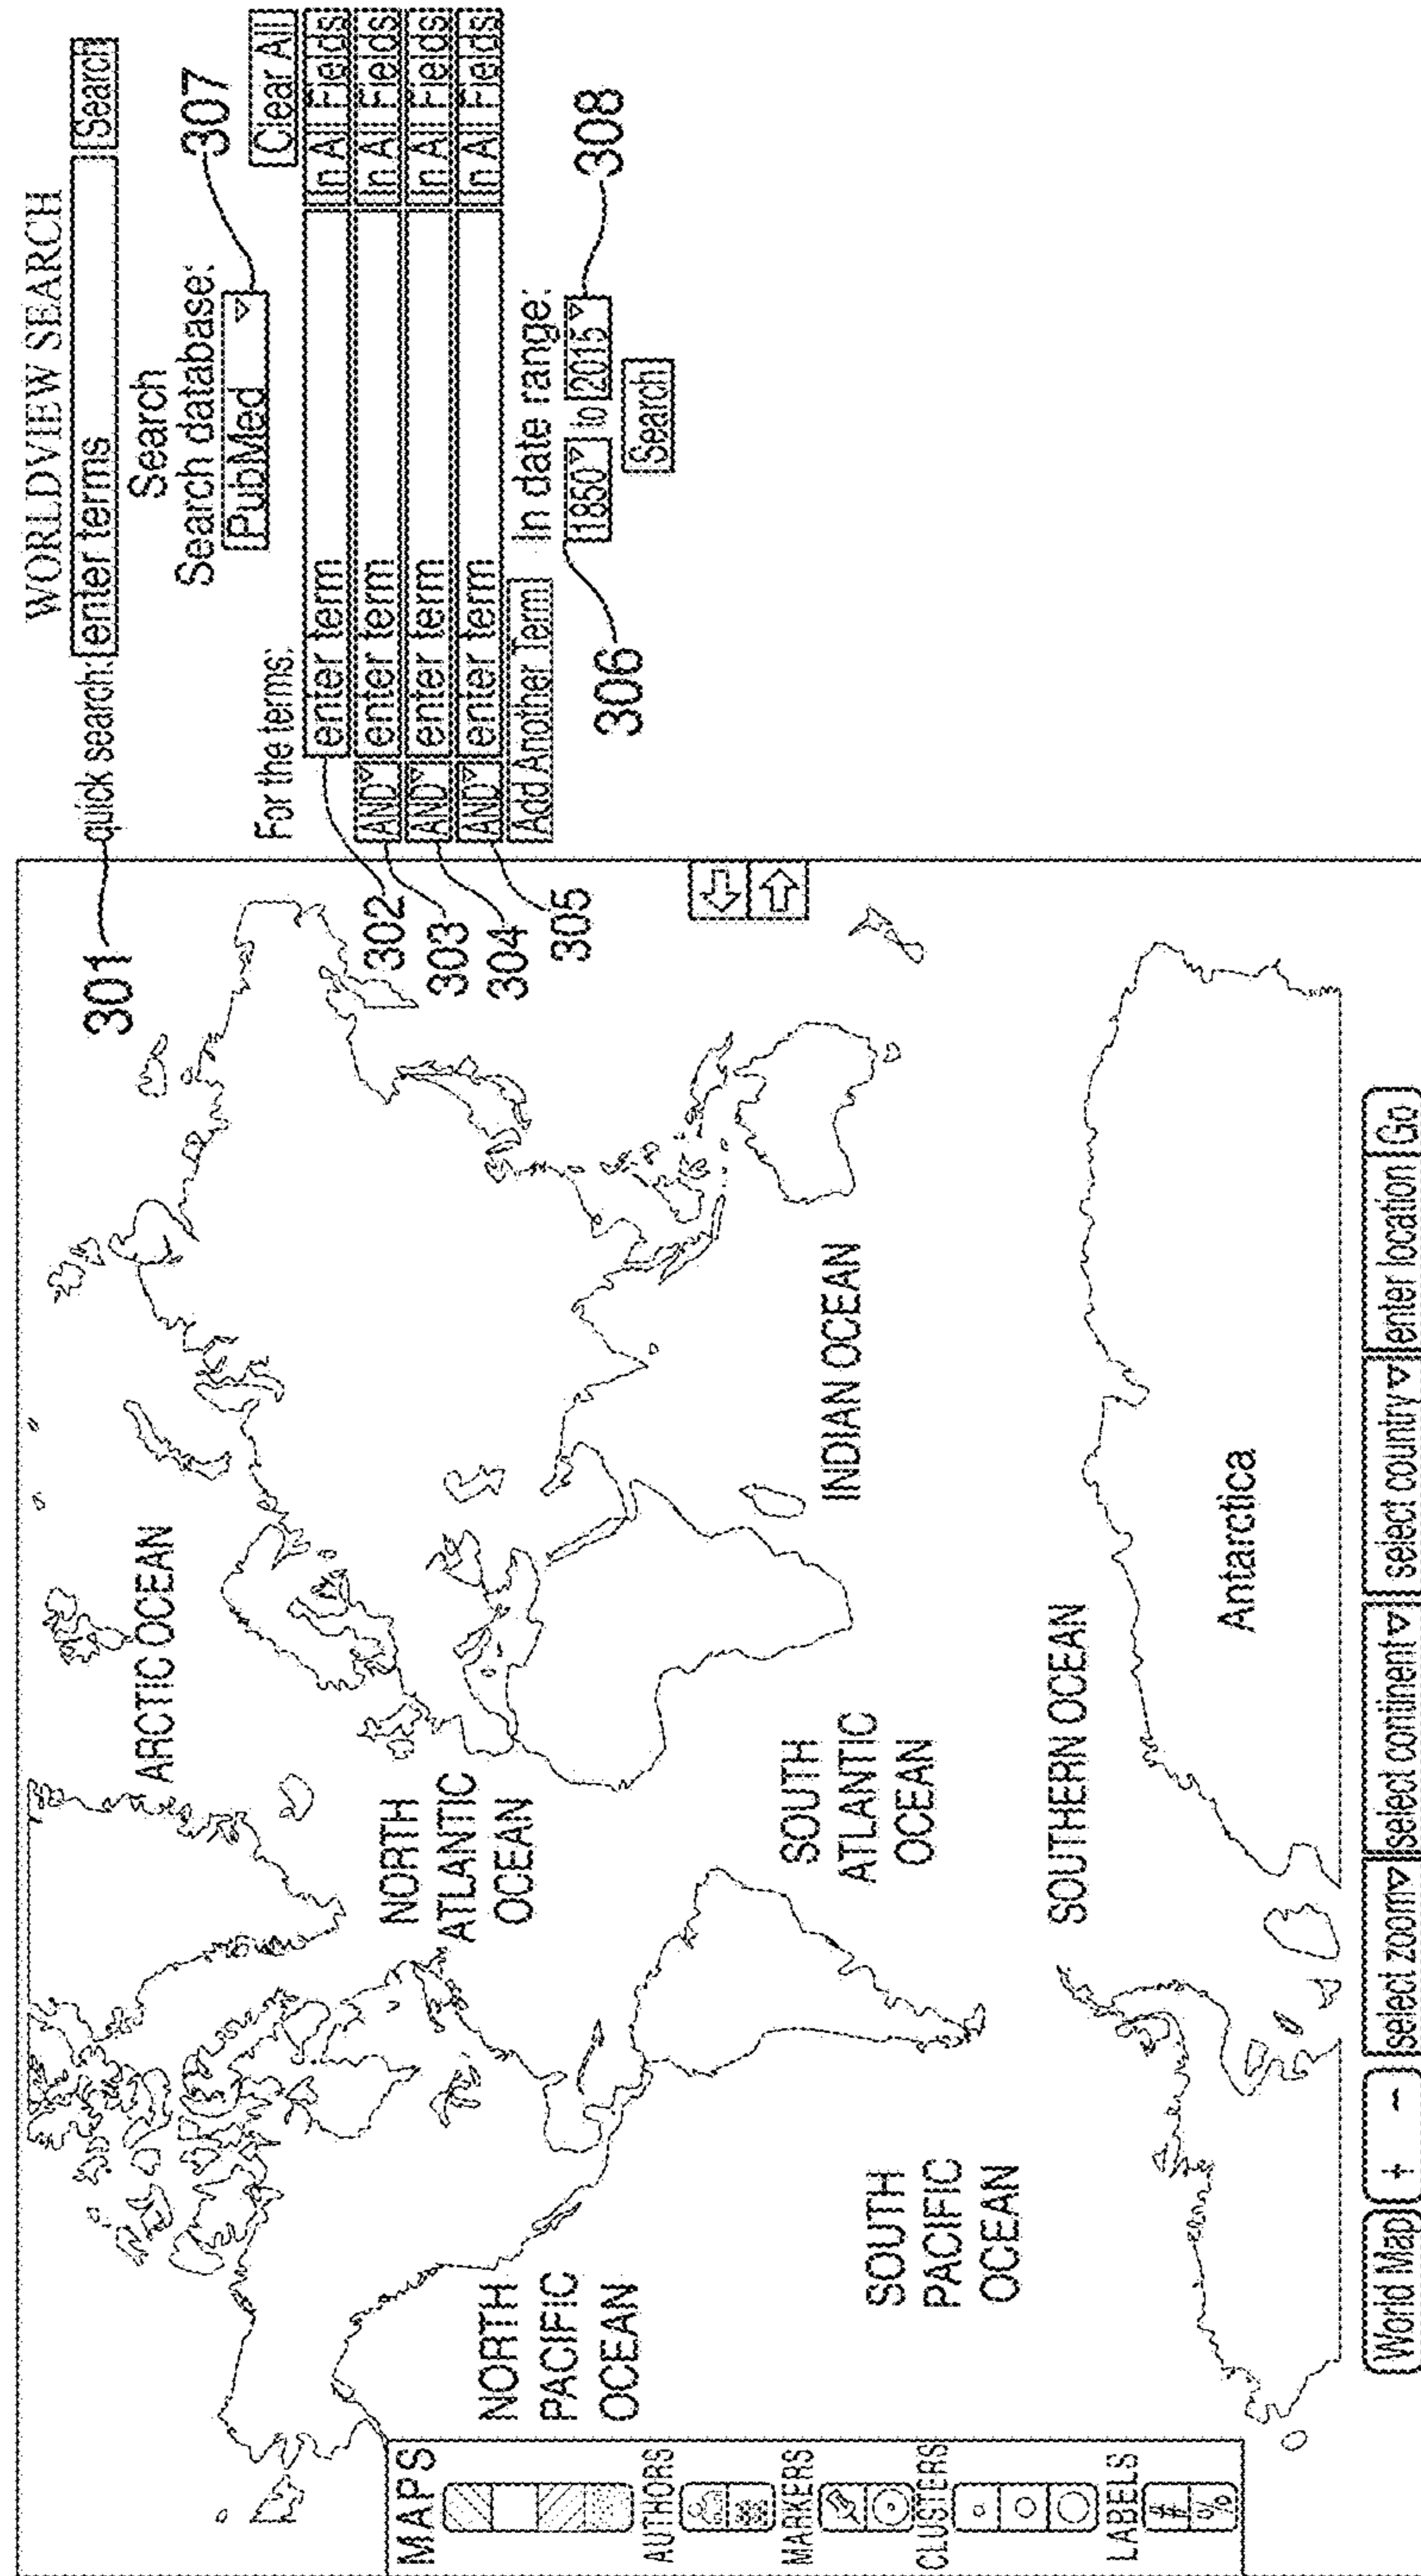 WORLDVIEW SEARCH
301
quick search: enter terms Search
Search
Search database:
PubMed
307
For the terms:
Clear All
302
enter term In All Fields
303
AND enter term In All Fields
304
AND enter term In All Fields
305
AND enter term In All Fields
Add Another Term
In date range:
306
1850 to 2015
308
Search
ARCTIC OCEAN
NORTH
ATLANTIC
OCEAN
NORTH
PACIFIC
OCEAN
SOUTH
ATLANTIC
OCEAN
INDIAN OCEAN
SOUTH
PACIFIC
OCEAN
SOUTHERN OCEAN
Antarctica
MAPS
AUTHORS
MARKERS
CLUSTERS
LABELS
#
%
World Map + - select zoom select continent select country enter location Go